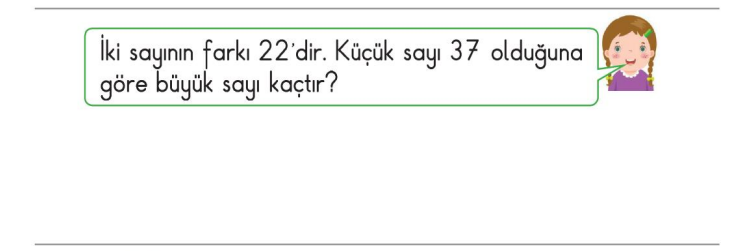 İki sayının farkı 22'dir. Küçük sayı 37 olduğuna
göre büyük sayı kaçtır?